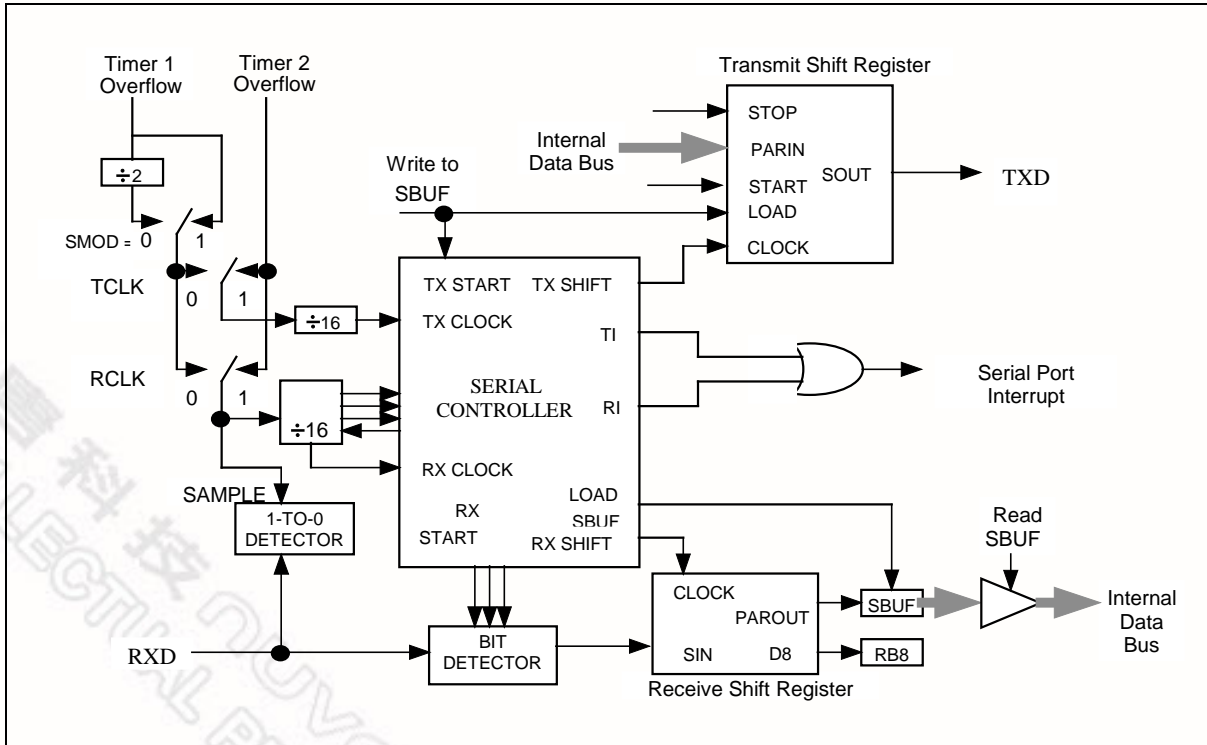 Timer 1
Overflow
Timer 2
Overflow
Transmit Shift Register
STOP
Internal
Data Bus
PARIN
÷2
Write to
SBUF
START
SOUT
TXD
LOAD
SMOD = 0
1
CLOCK
TCLK
0
1
TX START
TX SHIFT
÷16
TX CLOCK
TI
RCLK
0
1
SERIAL
CONTROLLER
Serial Port
Interrupt
RI
÷16
RX CLOCK
SAMPLE
LOAD
SBUF
1-TO-0
DETECTOR
RX
START
RX SHIFT
Read
SBUF
CLOCK
PAROUT
SBUF
Internal
Data
Bus
RXD
BIT
DETECTOR
SIN
D8
RB8
Receive Shift Register
科技